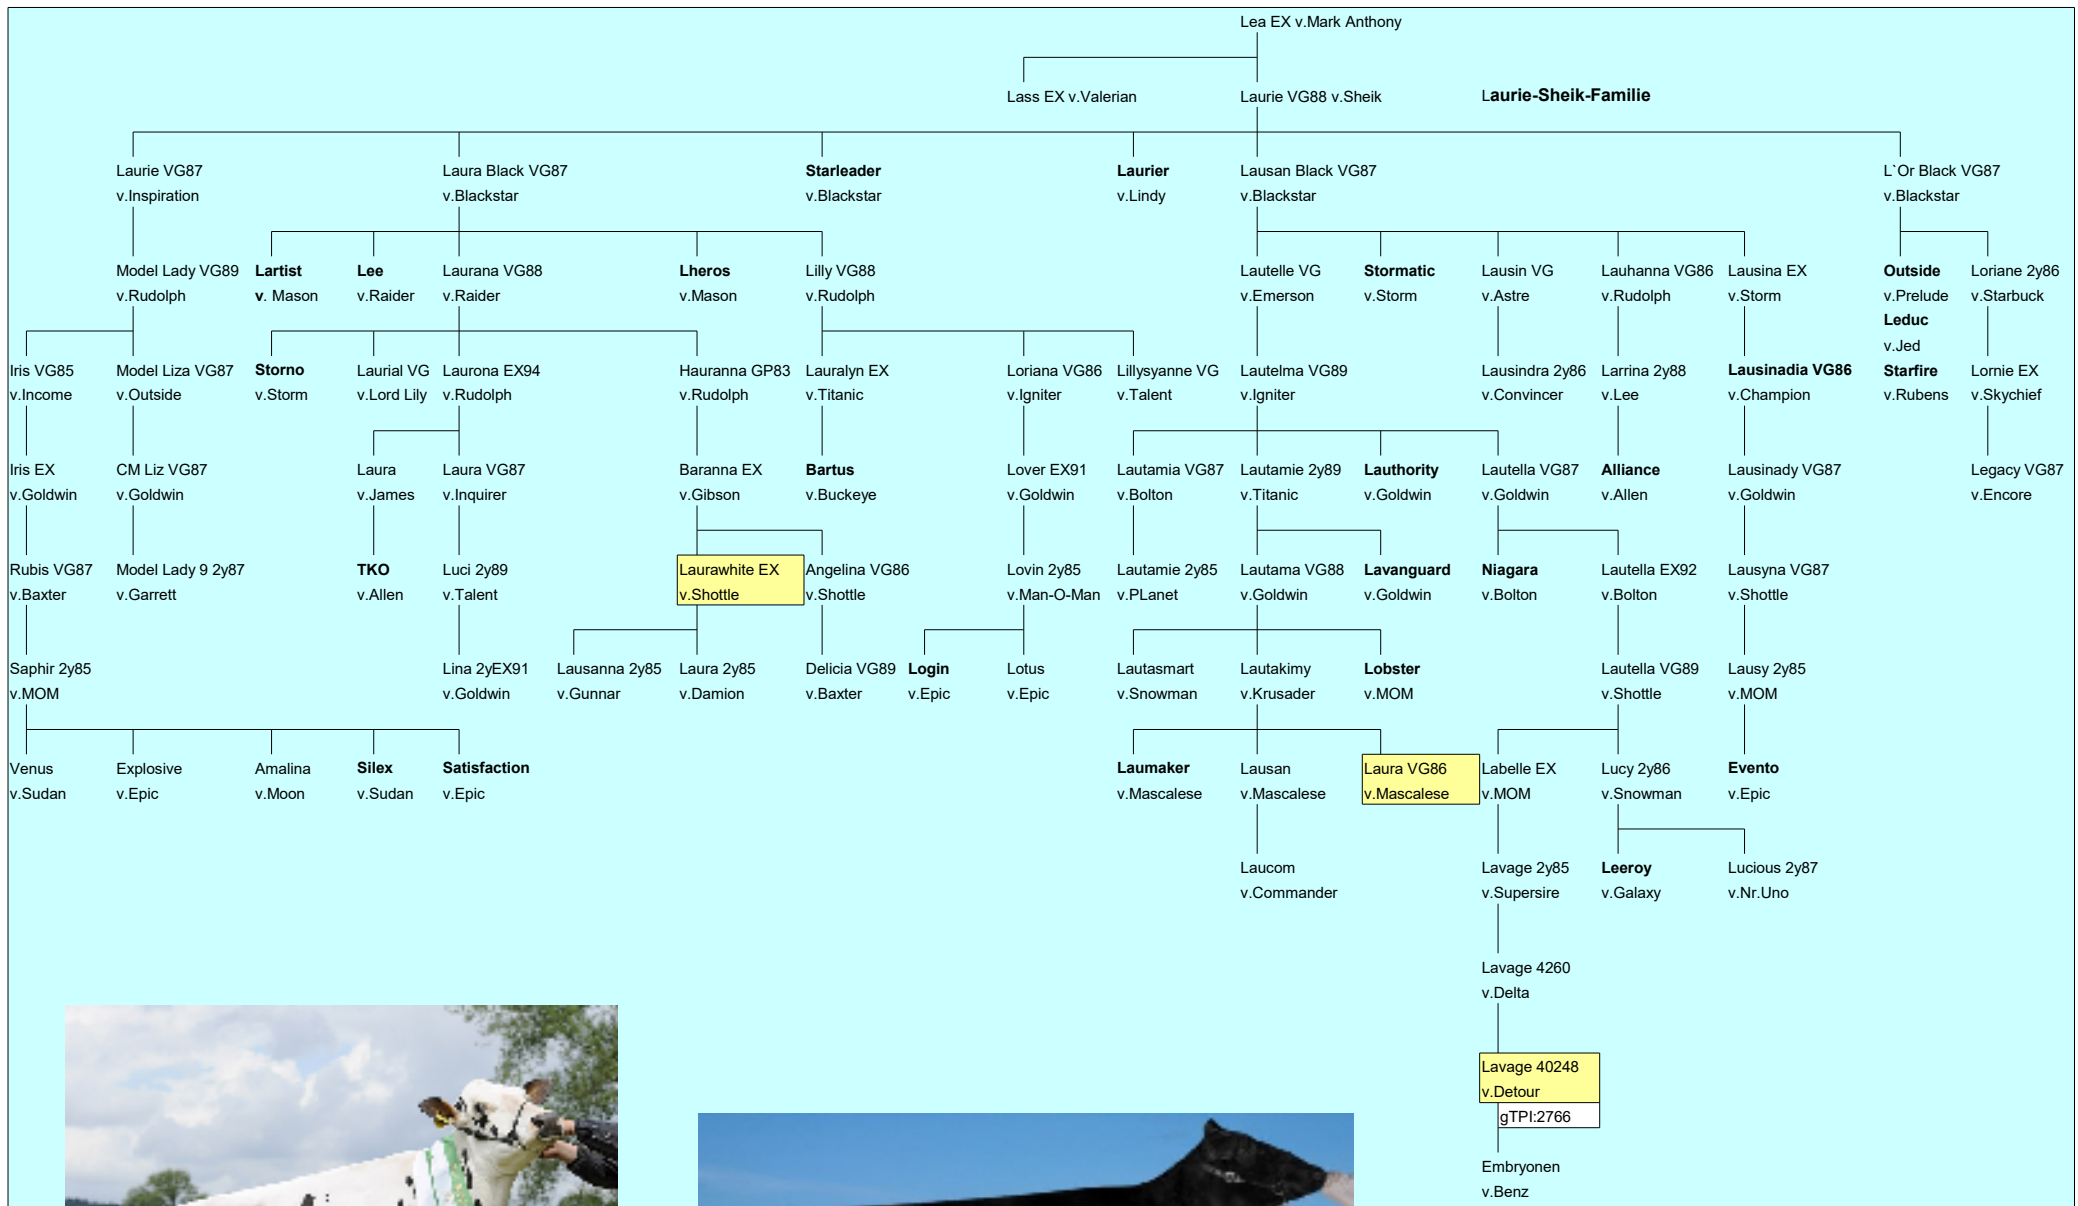 Lea EX v.Mark Anthony
Lass EX v.Valerian
Laurie VG88 v.Sheik
Laurie-Sheik-Familie
Laurie VG87
v.Inspiration
Laura Black VG87
v.Blackstar
Starleader
v.Blackstar
Laurier
v.Lindy
Lausan Black VG87
v.Blackstar
L`Or Black VG87
v.Blackstar
Model Lady VG89
v.Rudolph
Lartist
v. Mason
Lee
v.Raider
Laurana VG88
v.Raider
Lheros
v.Mason
Lilly VG88
v.Rudolph
Lautelle VG
v.Emerson
Stormatic
v.Storm
Lausin VG
v.Astre
Lauhanna VG86
v.Rudolph
Lausina EX
v.Storm
Outside
v.Prelude
Leduc
v.Jed
Starfire
v.Rubens
Loriane 2y86
v.Starbuck
Iris VG85
v.Income
Model Liza VG87
v.Outside
Storno
v.Storm
Laurial VG
v.Lord Lily
Laurona EX94
v.Rudolph
Hauranna GP83
v.Rudolph
Lauralyn EX
v.Titanic
Loriana VG86
v.Igniter
Lillysyanne VG
v.Talent
Lautelma VG89
v.Igniter
Lausindra 2y86
v.Convincer
Larrina 2y88
v.Lee
Lausinadia VG86
v.Champion
Lornie EX
v.Skychief
Iris EX
v.Goldwin
CM Liz VG87
v.Goldwin
Laura
v.James
Laura VG87
v.Inquirer
Baranna EX
v.Gibson
Bartus
v.Buckeye
Lover EX91
v.Goldwin
Lautamia VG87
v.Bolton
Lautamie 2y89
v.Titanic
Lauthority
v.Goldwin
Lautella VG87
v.Goldwin
Alliance
v.Allen
Lausinady VG87
v.Goldwin
Legacy VG87
v.Encore
Rubis VG87
v.Baxter
Model Lady 9 2y87
v.Garrett
TKO
v.Allen
Luci 2y89
v.Talent
Laurawhite EX
v.Shottle
Angelina VG86
v.Shottle
Lovin 2y85
v.Man-O-Man
Lautamie 2y85
v.PLanet
Lautama VG88
v.Goldwin
Lavanguard
v.Goldwin
Niagara
v.Bolton
Lautella EX92
v.Bolton
Lausyna VG87
v.Shottle
Saphir 2y85
v.MOM
Lina 2yEX91
v.Goldwin
Lausanna 2y85
v.Gunnar
Laura 2y85
v.Damion
Delicia VG89
v.Baxter
Login
v.Epic
Lotus
v.Epic
Lautasmart
v.Snowman
Lautakimy
v.Krusader
Lobster
v.MOM
Lautella VG89
v.Shottle
Lausy 2y85
v.MOM
Venus
v.Sudan
Explosive
v.Epic
Amalina
v.Moon
Silex
v.Sudan
Satisfaction
v.Epic
Laumaker
v.Mascalese
Lausan
v.Mascalese
Laura VG86
v.Mascalese
Labelle EX
v.MOM
Lucy 2y86
v.Snowman
Evento
v.Epic
Laucom
v.Commander
Lavage 2y85
v.Supersire
Leeroy
v.Galaxy
Lucious 2y87
v.Nr.Uno
Lavage 4260
v.Delta
Lavage 40248
v.Detour
gTPI:2766
Embryonen
v.Benz